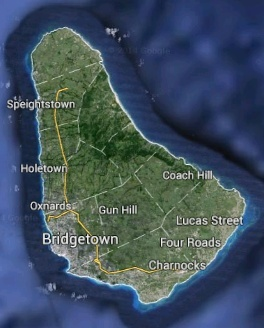 Speightstown
Holetown
Coach Hill
Oxnards
Gun Hill
Lucas Street
Bridgetown
Four Roads
Charnocks